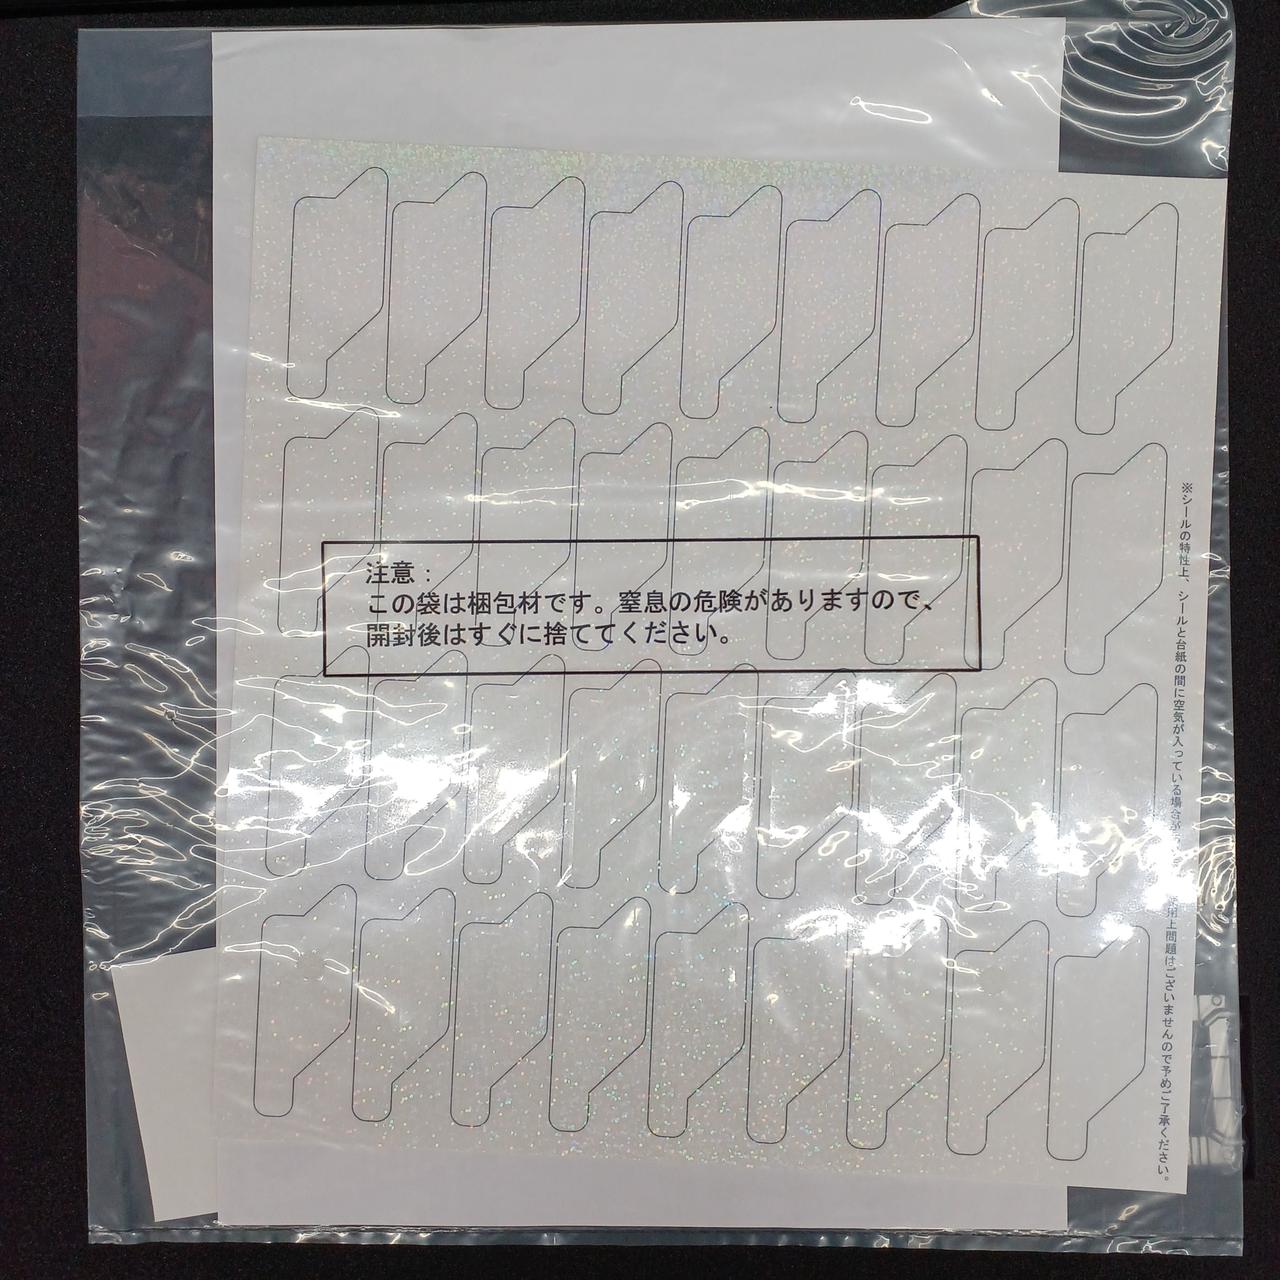 注意：
この袋は梱包材です。窒息の危険がありますので、
開封後はすぐに捨ててください。
※シールの特性上、シールと台紙の間に空気が入っている場合が 用上問題はございませんので予めご了承ください。